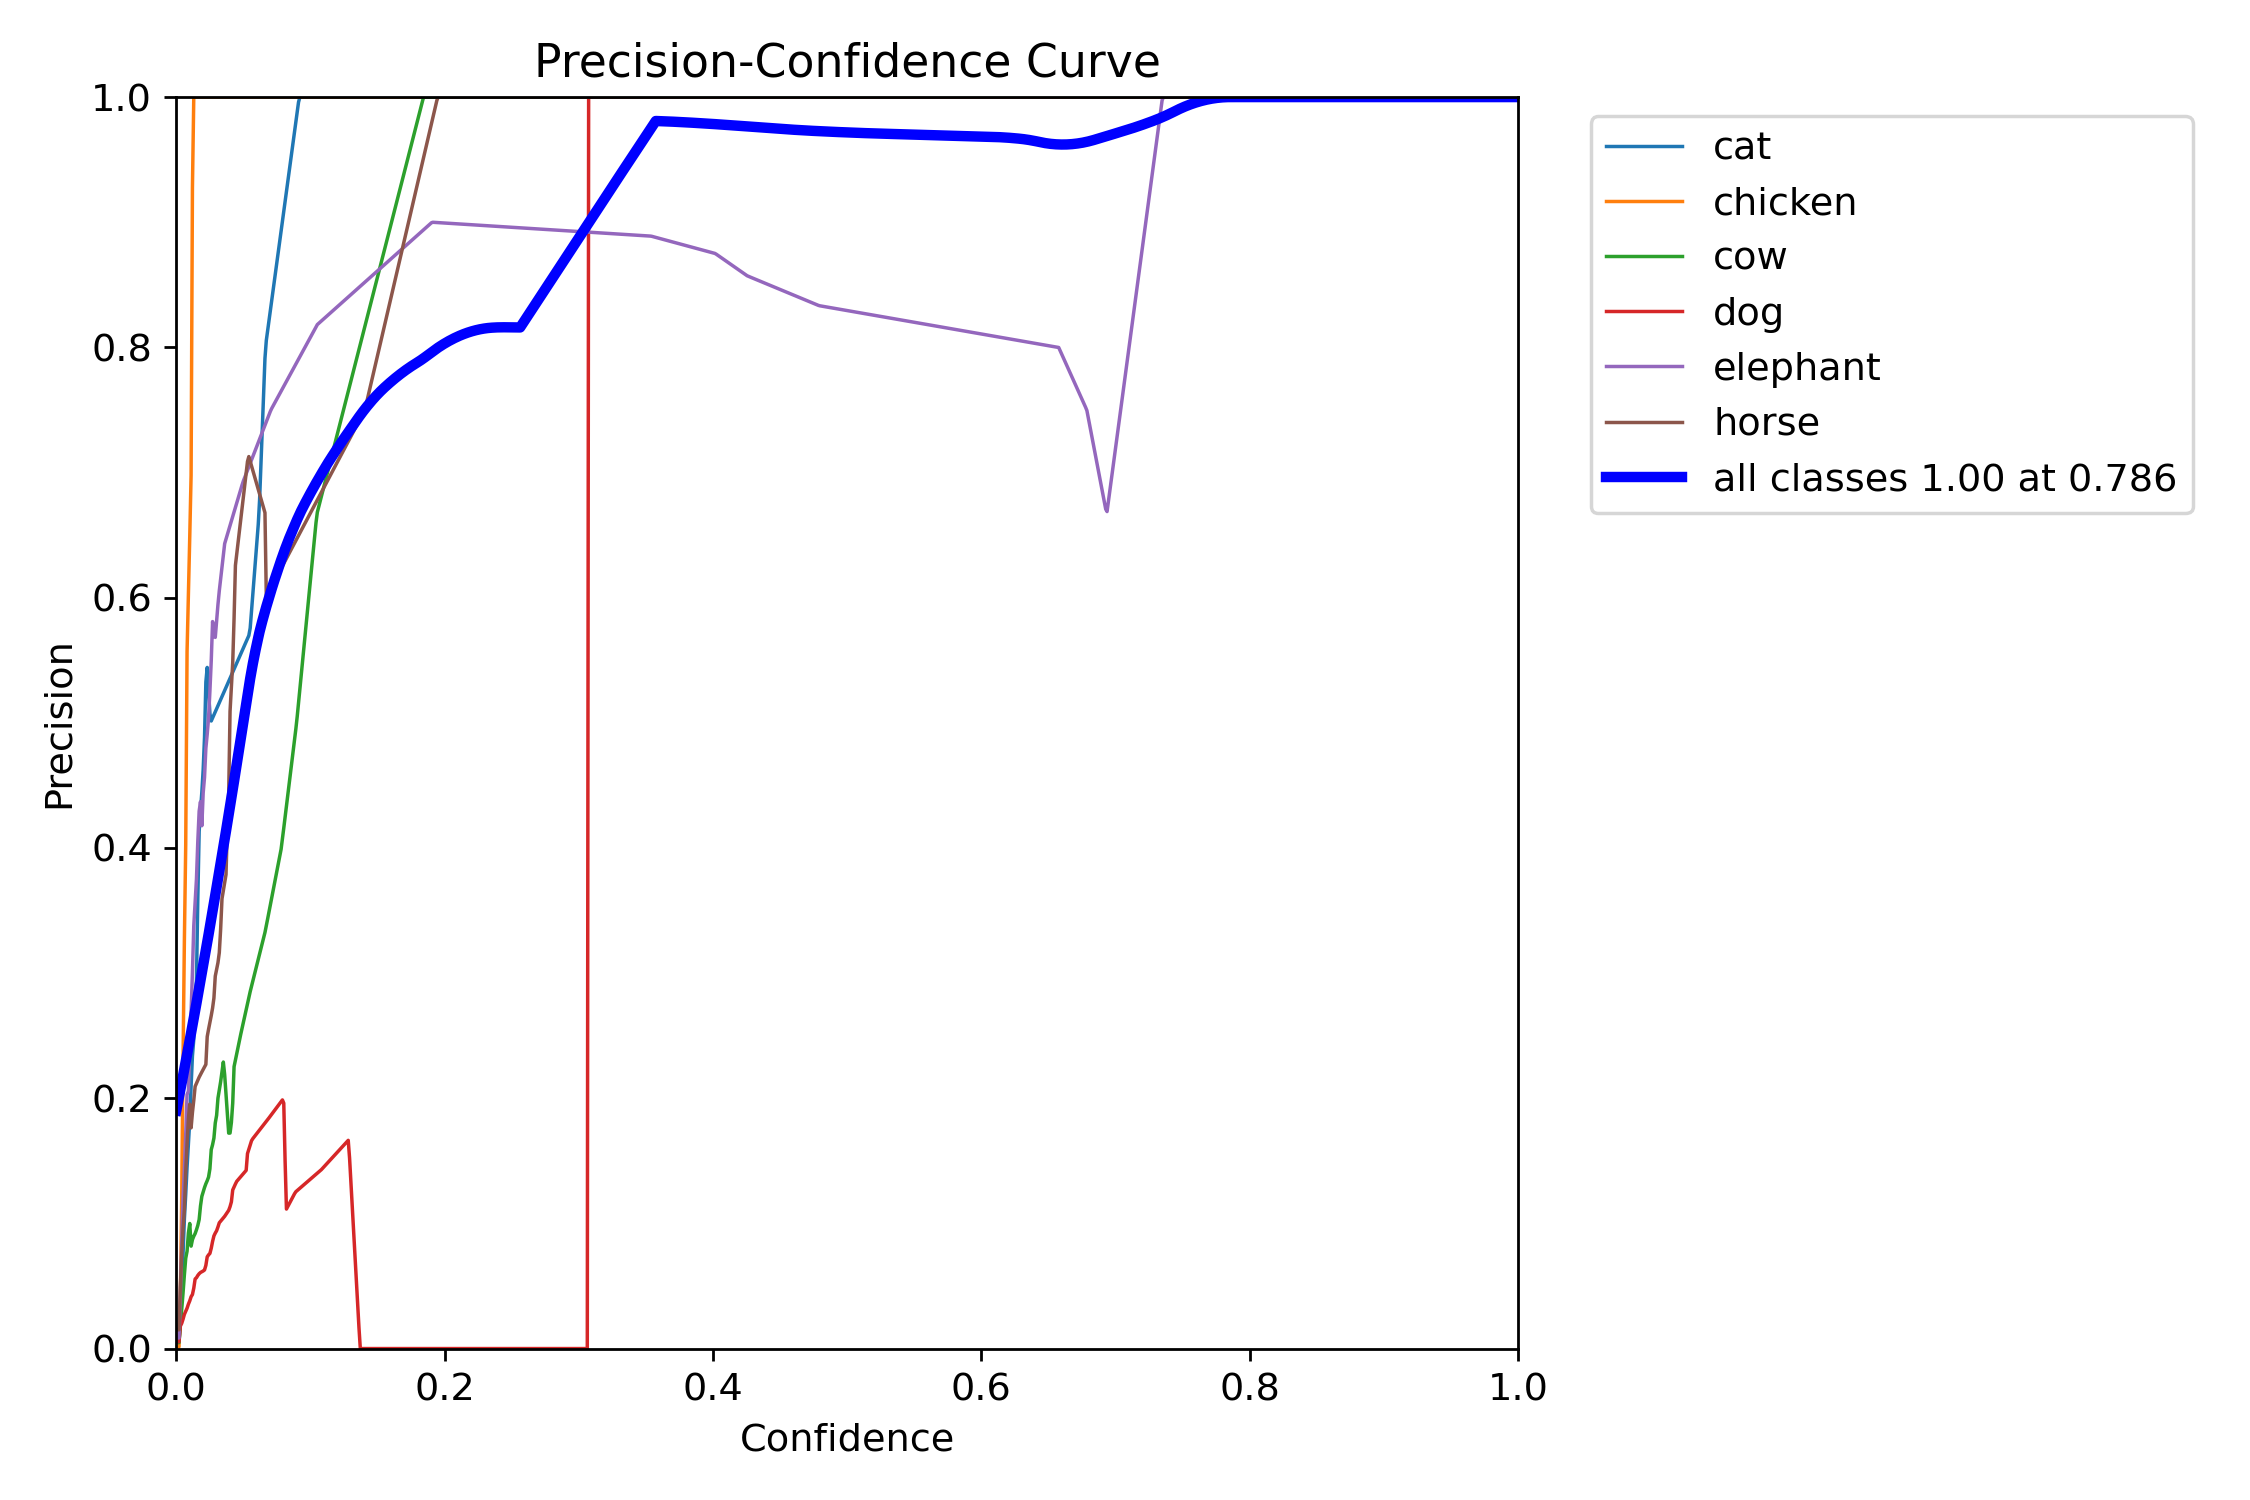 Precision-Confidence Curve
1.0
0.8
0.6
0.4
0.2
0.0
Precision
0.0 0.2 0.4 0.6 0.8 1.0
Confidence
cat
chicken
cow
dog
elephant
horse
all classes 1.00 at 0.786